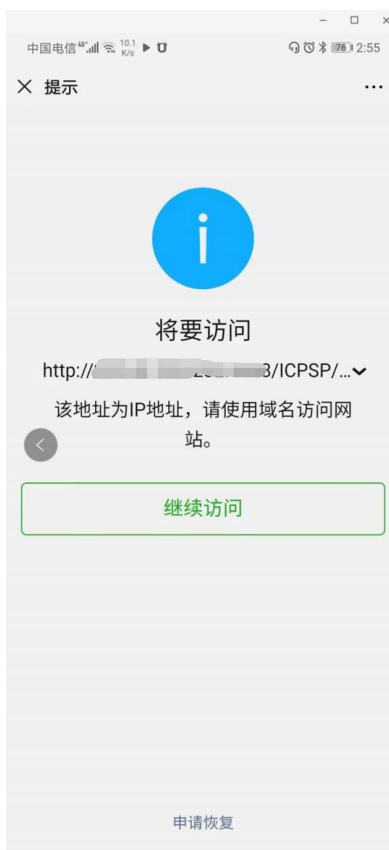 中国电信 4G 10.1 K/s 76 2:55
提示
将要访问
http:// 8/ICPSP/...
该地址为IP地址，请使用域名访问网
站。
继续访问
申请恢复